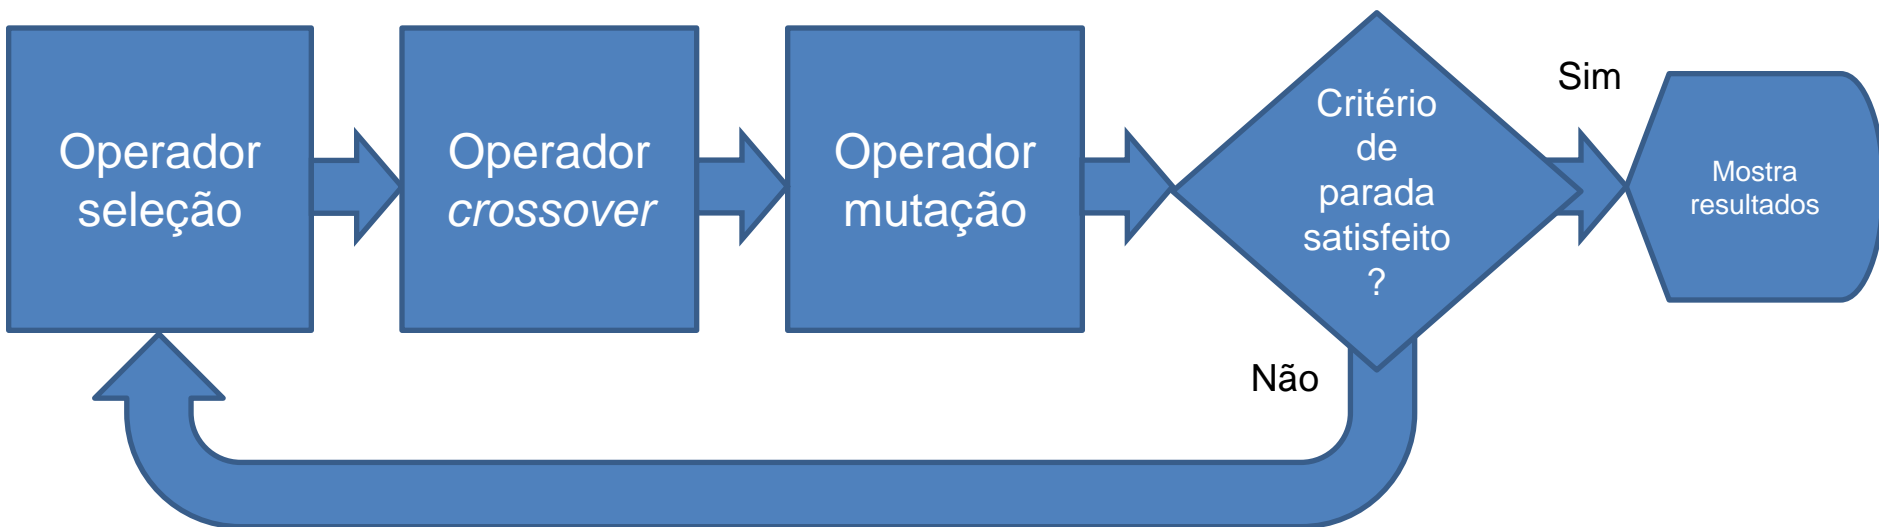 Operador
seleção
Operador
crossover
Operador
mutação
Critério
de
parada
satisfeito
?
Sim
Mostra
resultados
Não